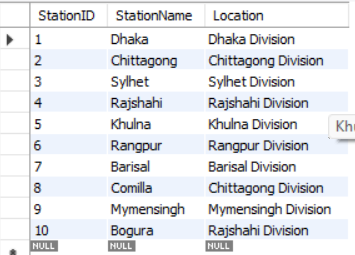 StationID StationName Location
1 Dhaka Dhaka Division
2 Chittagong Chittagong Division
3 Sylhet Sylhet Division
4 Rajshahi Rajshahi Division
5 Khulna Khulna Division
Khu
6 Rangpur Rangpur Division
7 Barisal Barisal Division
8 Comilla Chittagong Division
9 Mymensingh Mymensingh Division
10 Bogura Rajshahi Division
NULL NULL NULL